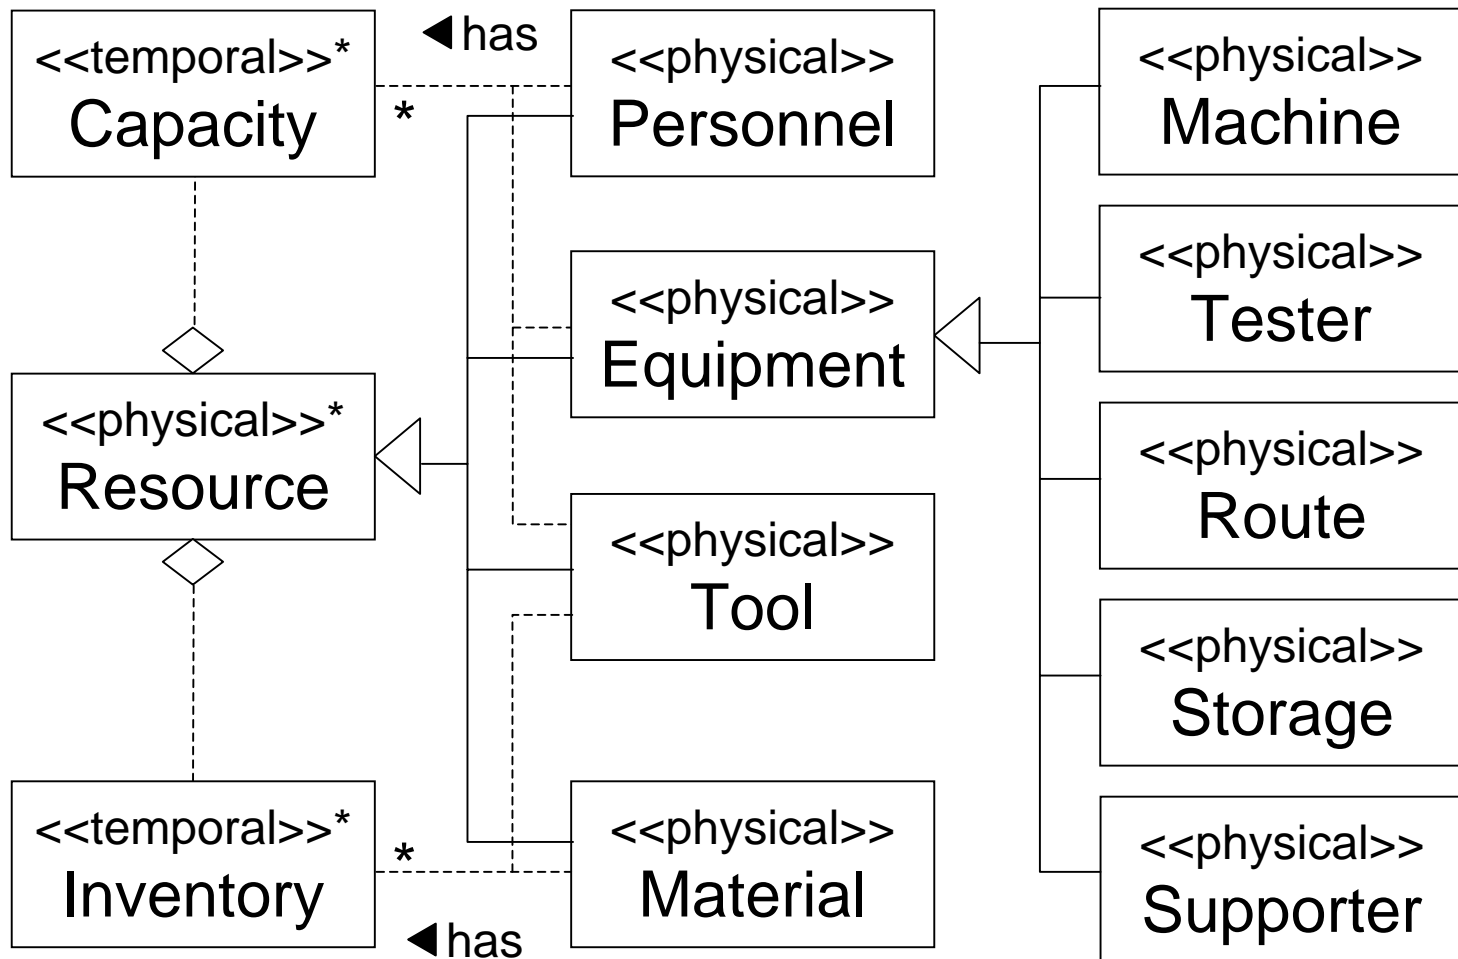 <<temporal>>*
Capacity
◀ has
*
<<physical>>
Personnel
<<physical>>
Machine
<<physical>>
Equipment
<<physical>>
Tester
<<physical>>*
Resource
<<physical>>
Route
<<physical>>
Tool
<<physical>>
Storage
<<temporal>>*
Inventory
*
◀ has
<<physical>>
Material
<<physical>>
Supporter